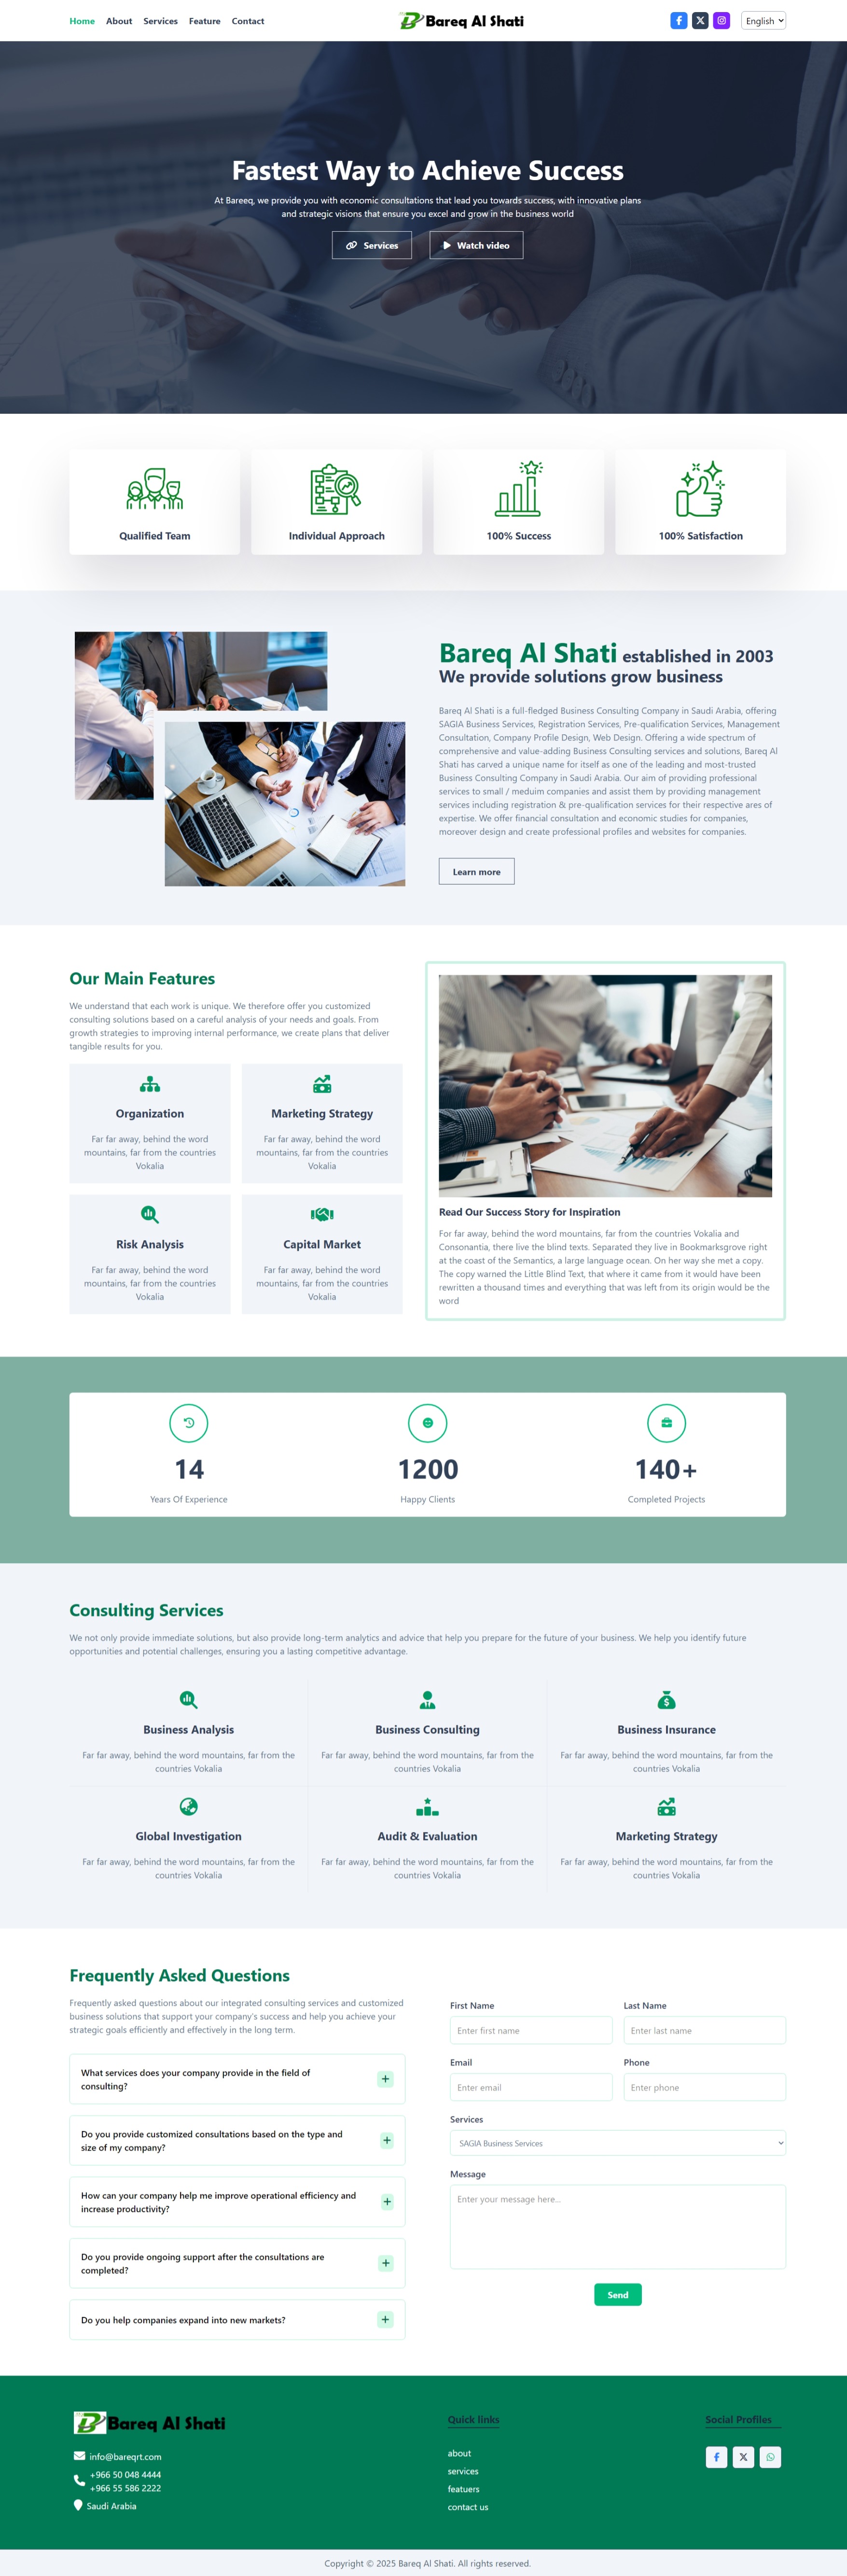 Home About Services Feature Contact
Bareq Al Shati
English
Fastest Way to Achieve Success
At Bareeq, we provide you with economic consultations that lead you towards success, with innovative plans
and strategic visions that ensure you excel and grow in the business world
Services
Watch video
Qualified Team
Individual Approach
100% Success
100% Satisfaction
Bareq Al Shati established in 2003
We provide solutions grow business
Bareq Al Shati is a full-fledged Business Consulting Company in Saudi Arabia, offering
SAGIA Business Services, Registration Services, Pre-qualification Services, Management
Consultation, Company Profile Design, Web Design. Offering a wide spectrum of
comprehensive and value-adding Business Consulting services and solutions, Bareq Al
Shati has carved a unique name for itself as one of the leading and most-trusted
Business Consulting Company in Saudi Arabia. Our aim of providing professional
services to small / meduim companies and assist them by providing management
services including registration & pre-qualification services for their respective ares of
expertise. We offer financial consultation and economic studies for companies,
moreover design and create professional profiles and websites for companies.
Learn more
Our Main Features
We understand that each work is unique. We therefore offer you customized
consulting solutions based on a careful analysis of your needs and goals. From
growth strategies to improving internal performance, we create plans that deliver
tangible results for you.
Organization
Far far away, behind the word
mountains, far from the countries
Vokalia
Marketing Strategy
Far far away, behind the word
mountains, far from the countries
Vokalia
Risk Analysis
Far far away, behind the word
mountains, far from the countries
Vokalia
Capital Market
Far far away, behind the word
mountains, far from the countries
Vokalia
Read Our Success Story for Inspiration
For far away, behind the word mountains, far from the countries Vokalia and
Consonantia, there live the blind texts. Separated they live in Bookmarksgrove right
at the coast of the Semantics, a large language ocean. On her way she met a copy.
The copy warned the Little Blind Text, that where it came from it would have been
rewritten a thousand times and everything that was left from its origin would be the
word
14
Years Of Experience
1200
Happy Clients
140+
Completed Projects
Consulting Services
We not only provide immediate solutions, but also provide long-term analytics and advice that help you prepare for the future of your business. We help you identify future
opportunities and potential challenges, ensuring you a lasting competitive advantage.
Business Analysis
Far far away, behind the word mountains, far from the
countries Vokalia
Business Consulting
Far far away, behind the word mountains, far from the
countries Vokalia
Business Insurance
Far far away, behind the word mountains, far from the
countries Vokalia
Global Investigation
Far far away, behind the word mountains, far from the
countries Vokalia
Audit & Evaluation
Far far away, behind the word mountains, far from the
countries Vokalia
Marketing Strategy
Far far away, behind the word mountains, far from the
countries Vokalia
Frequently Asked Questions
Frequently asked questions about our integrated consulting services and customized
business solutions that support your company's success and help you achieve your
strategic goals efficiently and effectively in the long term.
What services does your company provide in the field of
consulting?
Do you provide customized consultations based on the type and
size of my company?
How can your company help me improve operational efficiency and
increase productivity?
Do you provide ongoing support after the consultations are
completed?
Do you help companies expand into new markets?
First Name
Enter first name
Last Name
Enter last name
Email
Enter email
Phone
Enter phone
Services
SAGIA Business Services
Message
Enter your message here...
Send
Bareq Al Shati
info@bareqrt.com
+966 50 048 4444
+966 55 586 2222
Saudi Arabia
Quick links
about
services
featuers
contact us
Social Profiles
Copyright © 2025 Bareq Al Shati. All rights reserved.